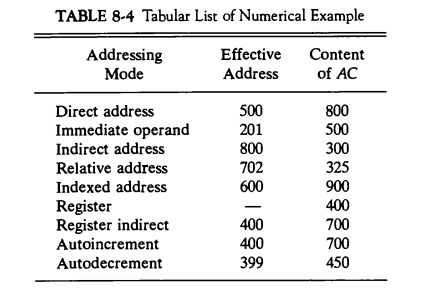 TABLE 8-4 Tabular List of Numerical Example
Addressing Mode Effective Address Content of AC
Direct address 500 800
Immediate operand 201 500
Indirect address 800 300
Relative address 702 325
Indexed address 600 900
Register — 400
Register indirect 400 700
Autoincrement 400 700
Autodecrement 399 450